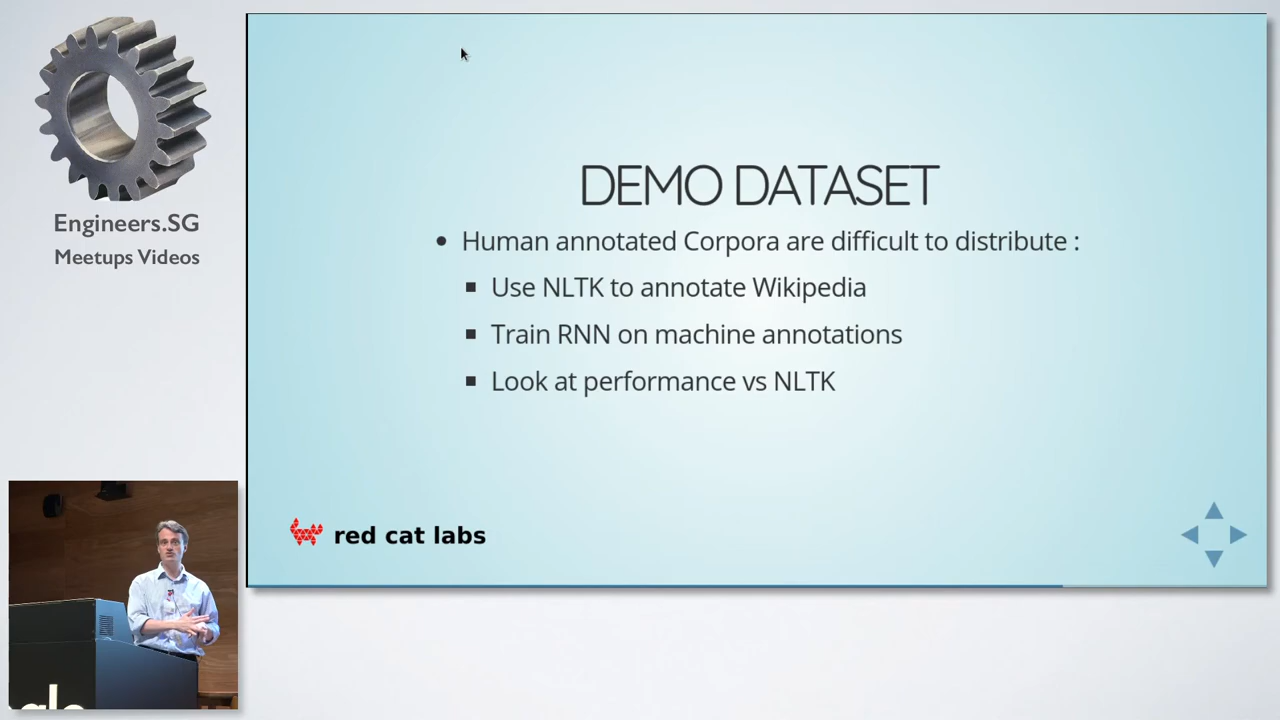 Engineers.SG
Meetups Videos
DEMO DATASET
Human annotated Corpora are difficult to distribute :
Use NLTK to annotate Wikipedia
Train RNN on machine annotations
Look at performance vs NLTK
red cat labs